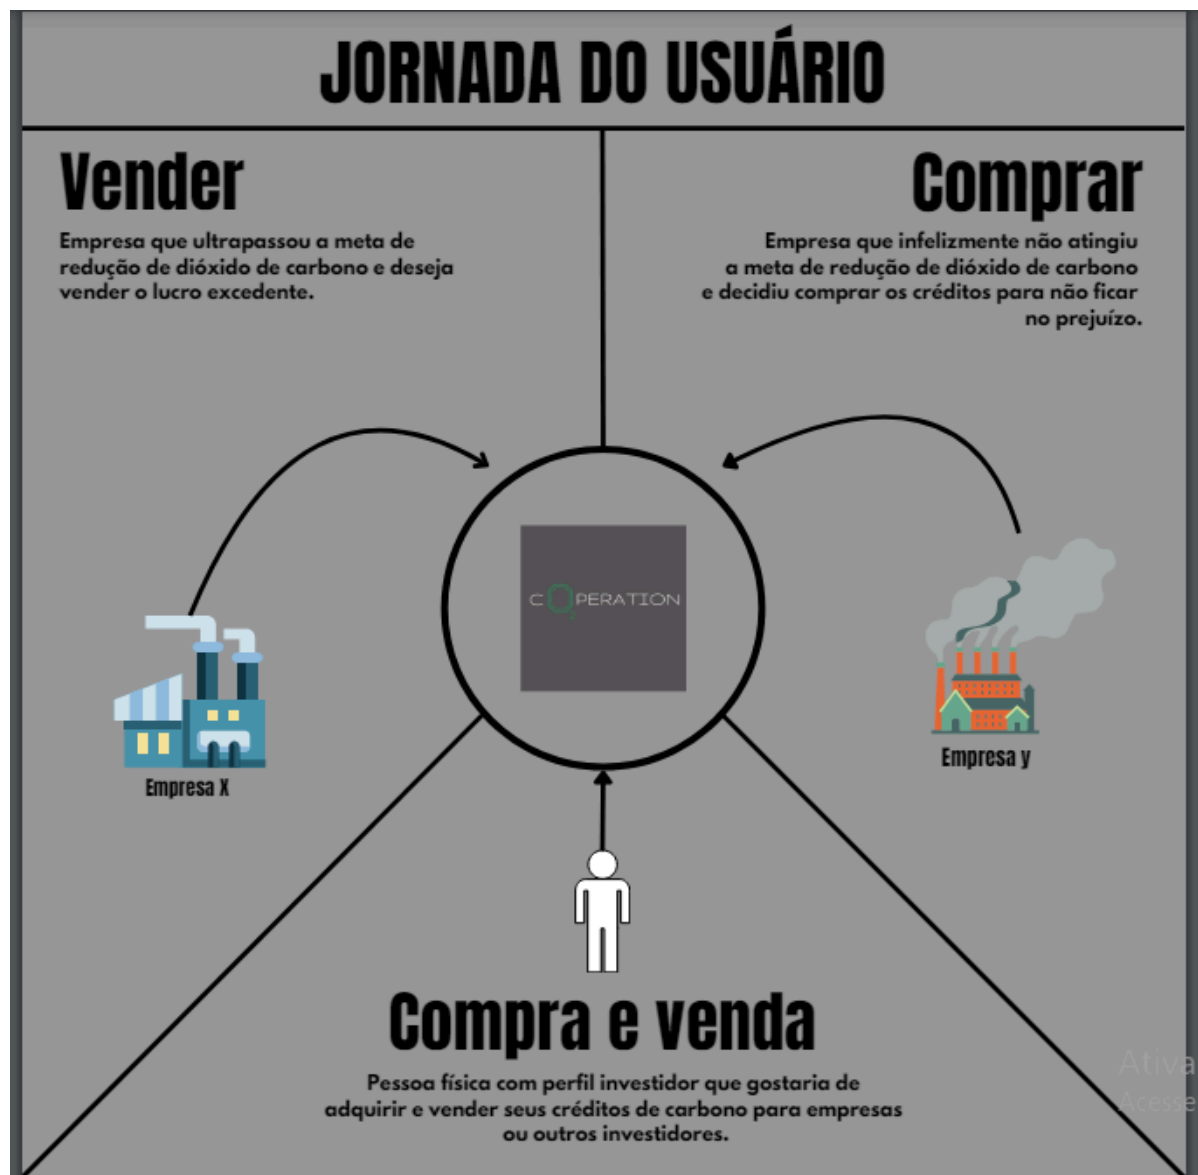 JORNADA DO USUÁRIO
Vender
Empresa que ultrapassou a meta de
redução de dióxido de carbono e deseja
vender o lucro excedente.
Comprar
Empresa que infelizmente não atingiu
a meta de redução de dióxido de carbono
e decidiu comprar os créditos para não ficar
no prejuízo.
COPERATION
Empresa X
Empresa y
Compra e venda
Pessoa física com perfil investidor que gostaria de
adquirir e vender seus créditos de carbono para empresas
ou outros investidores.
Ativa
Acesse